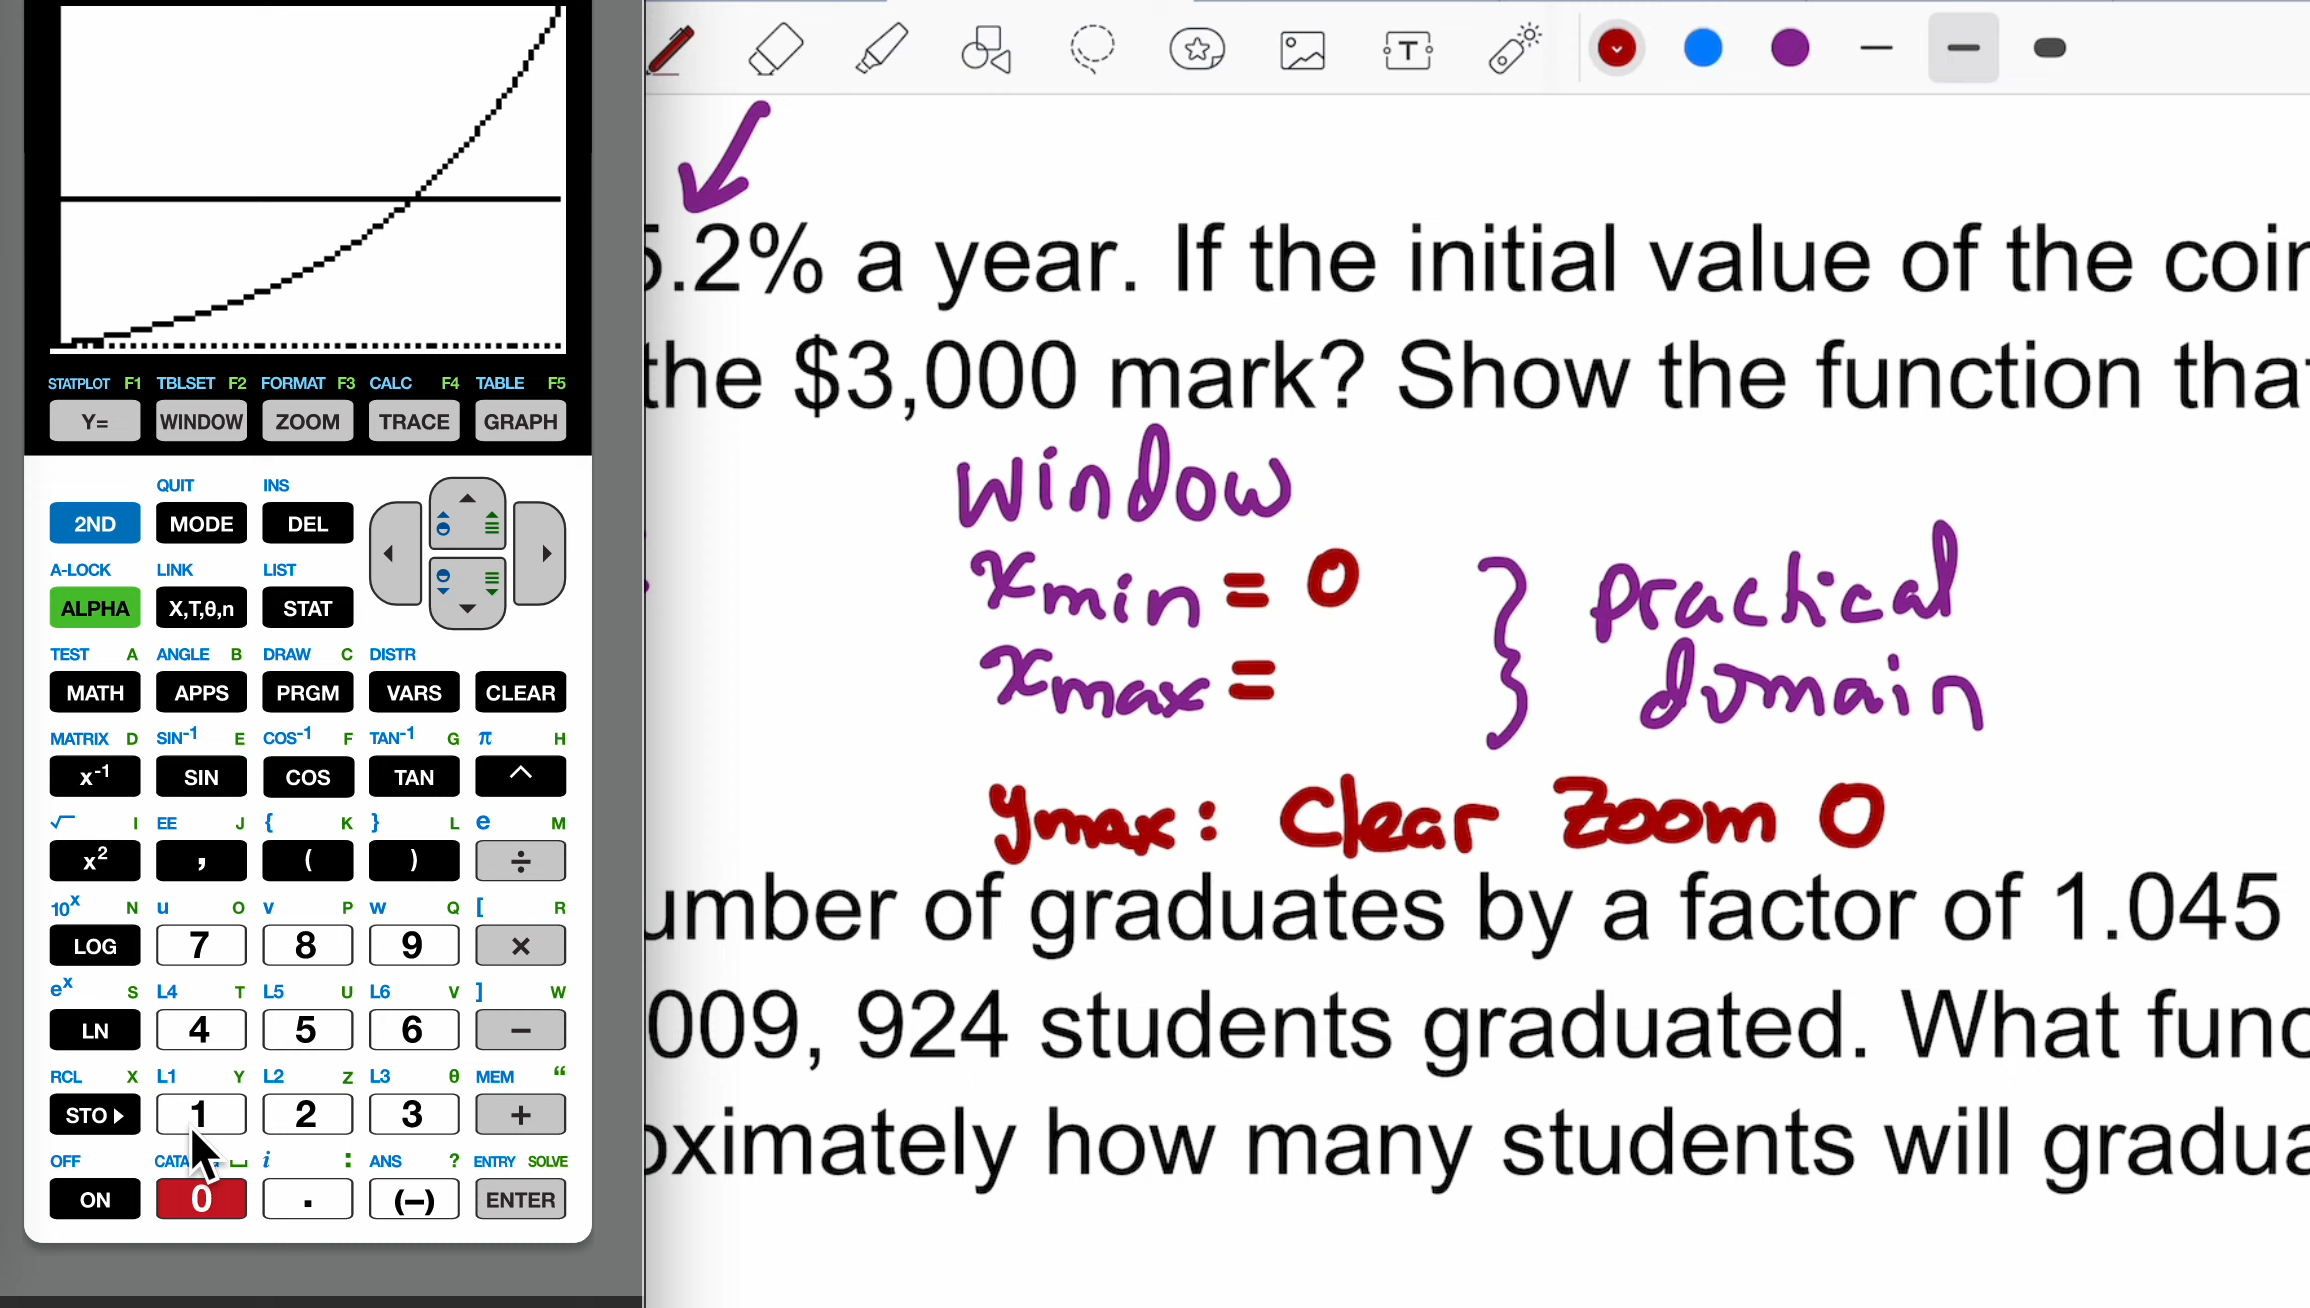 STATPLOT F1 TBLSET F2 FORMAT F3 CALC F4 TABLE F5
Y= WINDOW ZOOM TRACE GRAPH
QUIT INS
2ND MODE DEL
A-LOCK LINK LIST
ALPHA X,T,θ,n STAT
TEST A ANGLE B DRAW C DISTR
MATH APPS PRGM VARS CLEAR
MATRIX D SIN⁻¹ E COS⁻¹ F TAN⁻¹ G π H
x⁻¹ SIN COS TAN ^
√ I EE J { K } L e M
x² , ( ) ÷
10ˣ N u O v P w Q [ R
LOG 7 8 9 ×
eˣ S L4 T L5 U L6 V ] W
LN 4 5 6 −
RCL X L1 Y L2 Z L3 θ MEM “
STO▸ 1 2 3 +
OFF i : ANS ? ENTRY SOLVE
ON 0 . (−) ENTER
T
.2% a year. If the initial value of the coin
the $3,000 mark? Show the function that
window
xmin = 0
xmax =
} practical
domain
ymax: Clear Zoom 0
umber of graduates by a factor of 1.045
009, 924 students graduated. What func
oximately how many students will gradua